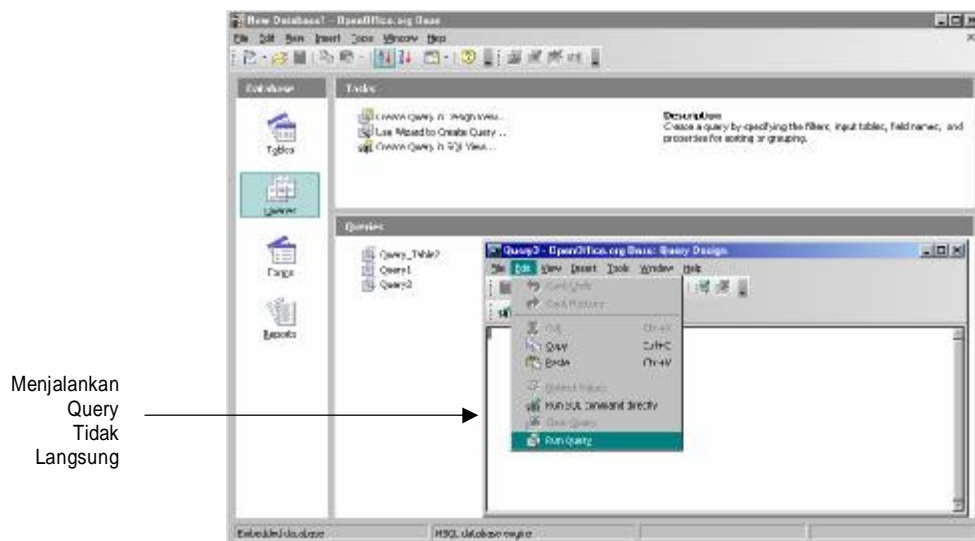 New Database1 - OpenOffice.org Base
File Edit View Insert Tools Window Help
Database
Tasks
Tables
Queries
Forms
Reports
Create Query in Design View...
Use Wizard to Create Query ...
Create Query in SQL View...
Description
Create a query by specifying the filters, input tables, field names, and
properties for sorting or grouping.
Queries
Query_Table2
Query1
Query2
OpenOffice.org Base: Query Design
File Edit View Insert Tools Window Help
Cut Ctrl+X
Copy Ctrl+C
Paste Ctrl+V
Run SQL command directly
Clear Query
Run Query
Menjalankan
Query
Tidak
Langsung
Embedded database
HSQL database engine